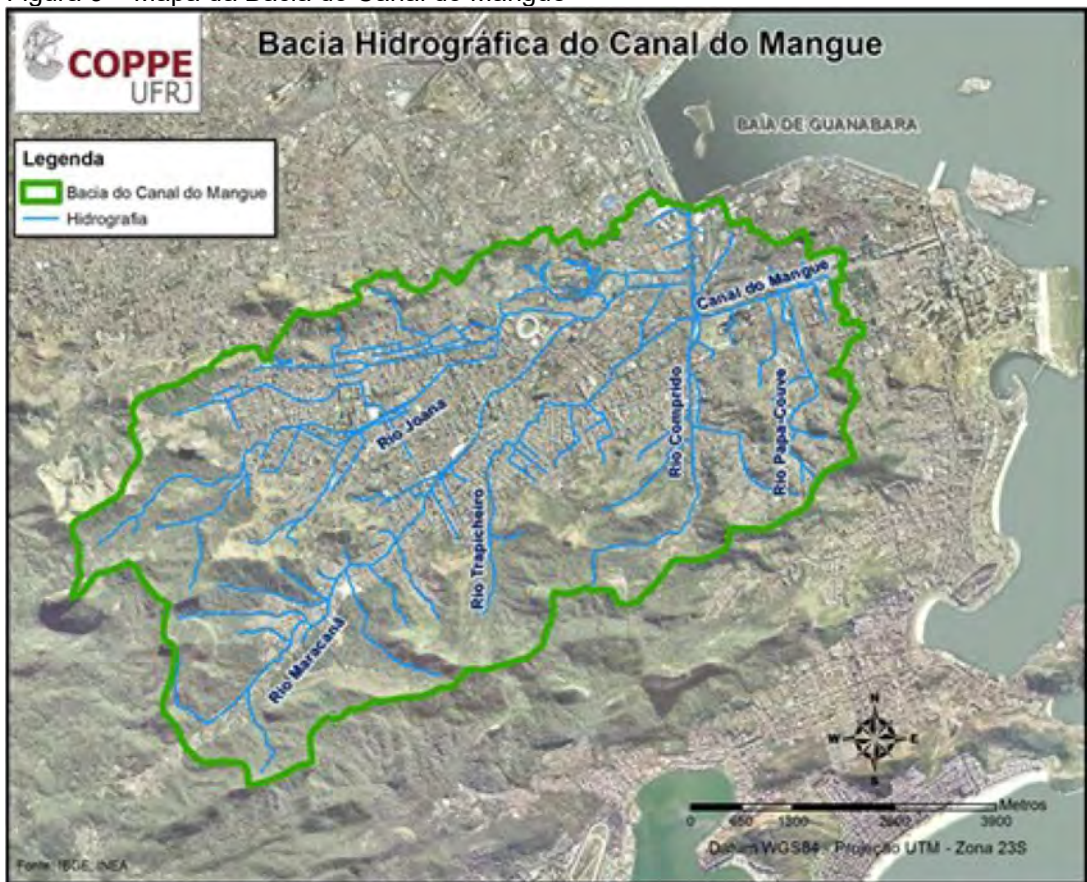 Figura 5 – Mapa da Bacia do Canal do Mangue
COPPE
UFRJ
Bacia Hidrográfica do Canal do Mangue
BAÍA DE GUANABARA
Legenda
Bacia do Canal do Mangue
Hidrografia
Canal do Mangue
Rio Joana
Rio Comprido
Rio Papa-Couve
Rio Trapicheiro
Rio Maracanã
N
W E
S
Metros
0 650 1300 2600 3900
Datum WGS84 - Projeção UTM - Zona 23S
Fonte: IBGE, INEA